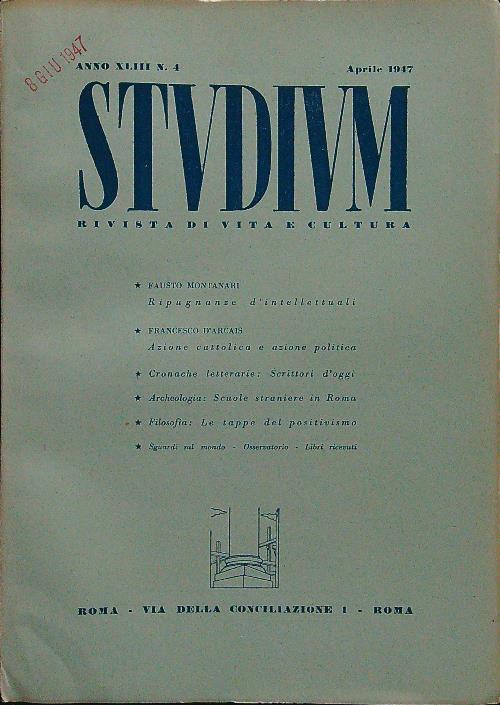 8 GIU 1947
ANNO XLIII N. 4 Aprile 1947
STVDIVM
RIVISTA DI VITA E CULTURA
★ FAUSTO MONTANARI
Ripugnanze d'intellettuali
★ FRANCESCO D'ARCAIS
Azione cattolica e azione politica
★ Cronache letterarie: Scrittori d'oggi
★ Archeologia: Scuole straniere in Roma
★ Filosofia: Le tappe del positivismo
★ Sguardi sul mondo - Osservatorio - Libri ricevuti
ROMA - VIA DELLA CONCILIAZIONE 1 - ROMA